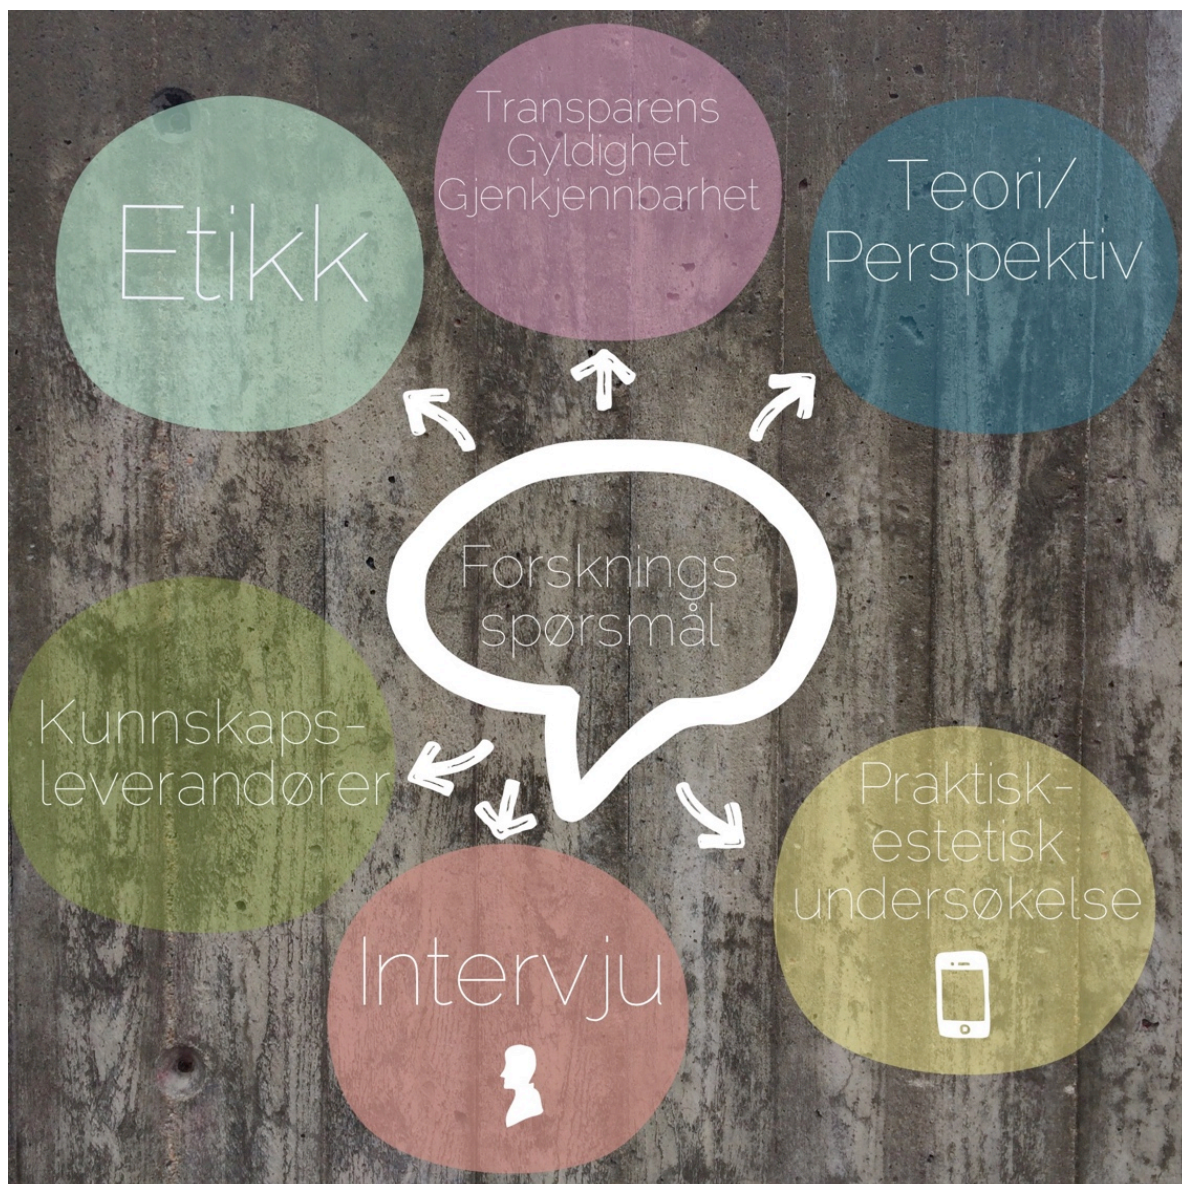 Etikk
Transparens
Gyldighet
Gjenkjennbarhet
Teori/
Perspektiv
Forsknings
spørsmål
Kunnskaps-
leverandører
Intervju
Praktisk-
estetisk
undersøkelse